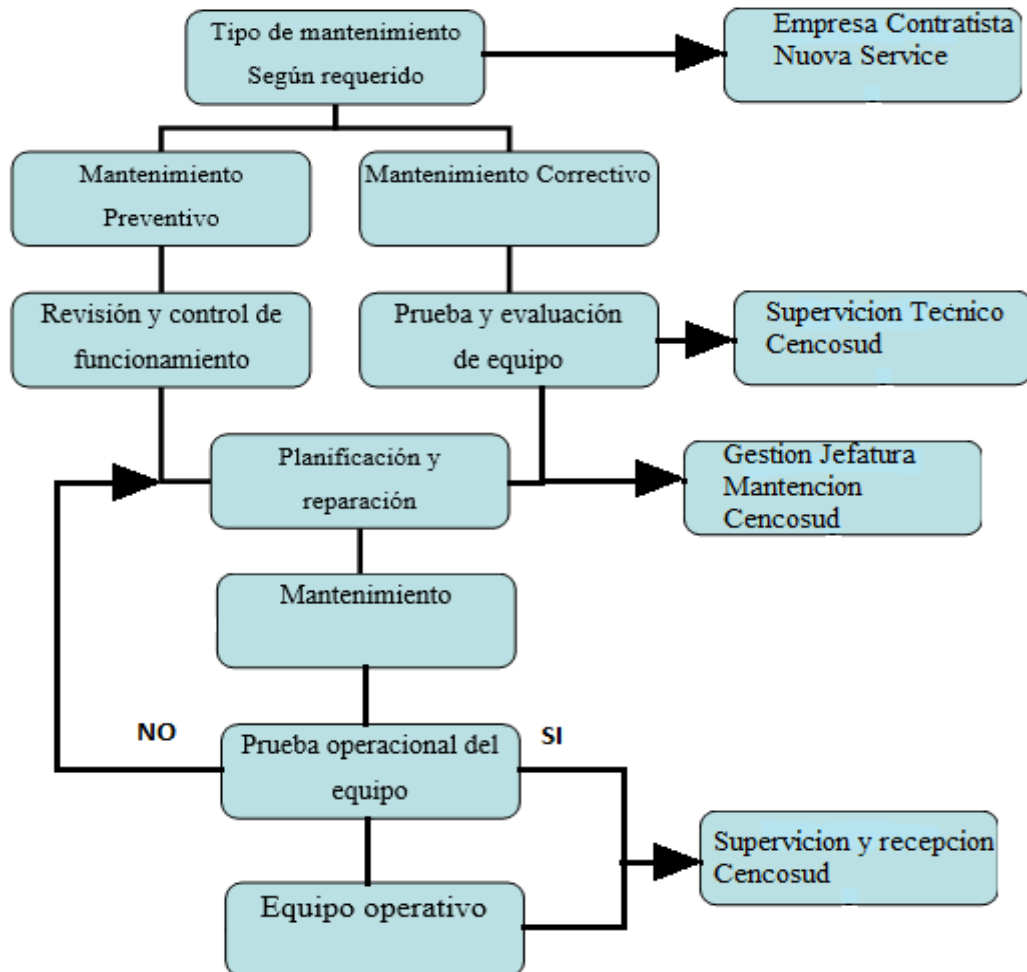 Tipo de mantenimiento
Según requerido
Empresa Contratista
Nuova Service
Mantenimiento
Preventivo
Mantenimiento Correctivo
Revisión y control de
funcionamiento
Prueba y evaluación
de equipo
Supervicion Tecnico
Cencosud
Planificación y
reparación
Gestion Jefatura
Mantencion
Cencosud
Mantenimiento
NO
Prueba operacional del
equipo
SI
Supervicion y recepcion
Cencosud
Equipo operativo